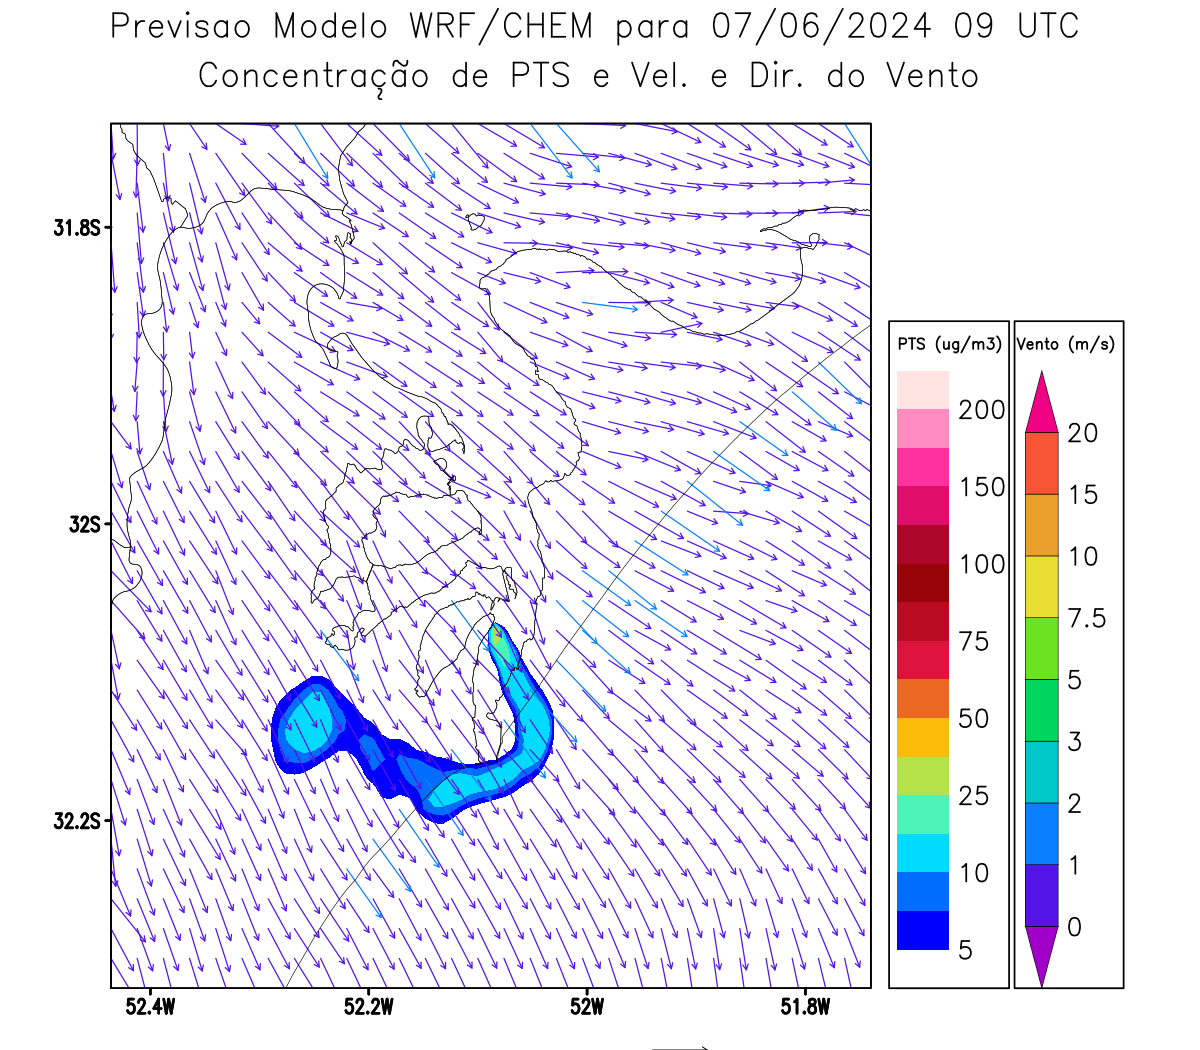 Previsao Modelo WRF/CHEM para 07/06/2024 09 UTC
Concentração de PTS e Vel. e Dir. do Vento
31.8S
32S
32.2S
52.4W 52.2W 52W 51.8W
PTS (ug/m3)
200
150
100
75
50
25
10
5
Vento (m/s)
20
15
10
7.5
5
3
2
1
0